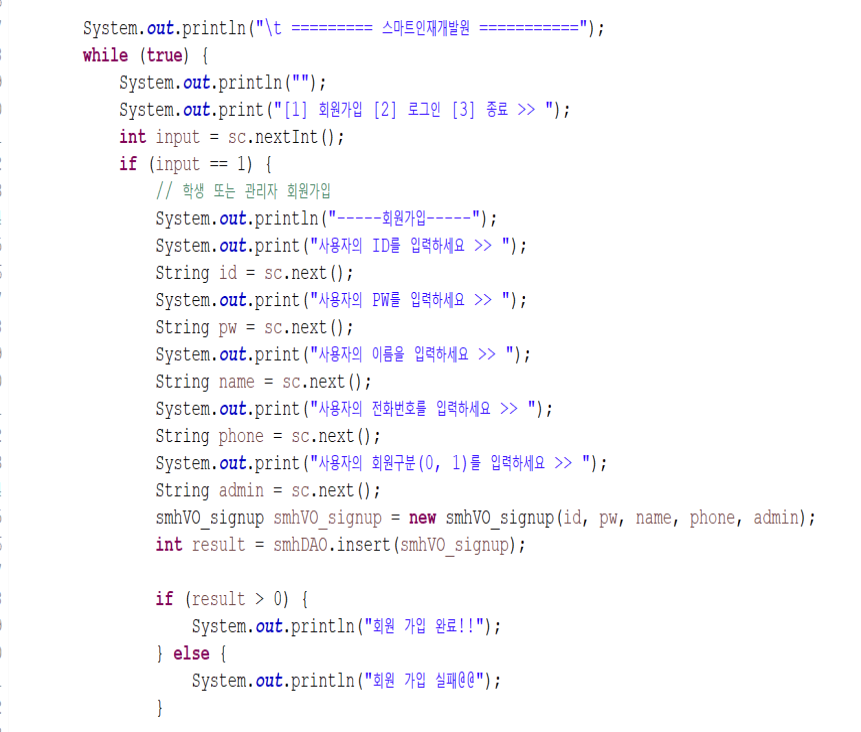 System.out.println("\t ========= 스마트인재개발원 ===========");
while (true) {
System.out.println("");
System.out.print("[1] 회원가입 [2] 로그인 [3] 종료 >> ");
int input = sc.nextInt();
if (input == 1) {
// 학생 또는 관리자 회원가입
System.out.println("-----회원가입-----");
System.out.print("사용자의 ID를 입력하세요 >> ");
String id = sc.next();
System.out.print("사용자의 PW를 입력하세요 >> ");
String pw = sc.next();
System.out.print("사용자의 이름을 입력하세요 >> ");
String name = sc.next();
System.out.print("사용자의 전화번호를 입력하세요 >> ");
String phone = sc.next();
System.out.print("사용자의 회원구분(0, 1)를 입력하세요 >> ");
String admin = sc.next();
smhVO_signup smhVO_signup = new smhVO_signup(id, pw, name, phone, admin);
int result = smhDAO.insert(smhVO_signup);
if (result > 0) {
System.out.println("회원 가입 완료!!");
} else {
System.out.println("회원 가입 실패@@");
}